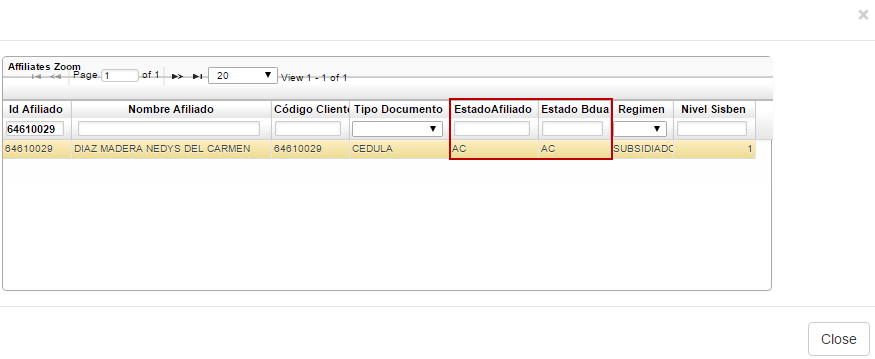 ×
Affiliates Zoom
Page 1 of 1 20 View 1 - 1 of 1
Id Afiliado Nombre Afiliado Código Cliente Tipo Documento EstadoAfiliado Estado Bdua Regimen Nivel Sisben
64610029
64610029 DIAZ MADERA NEDYS DEL CARMEN 64610029 CEDULA AC AC SUBSIDIADO 1
Close